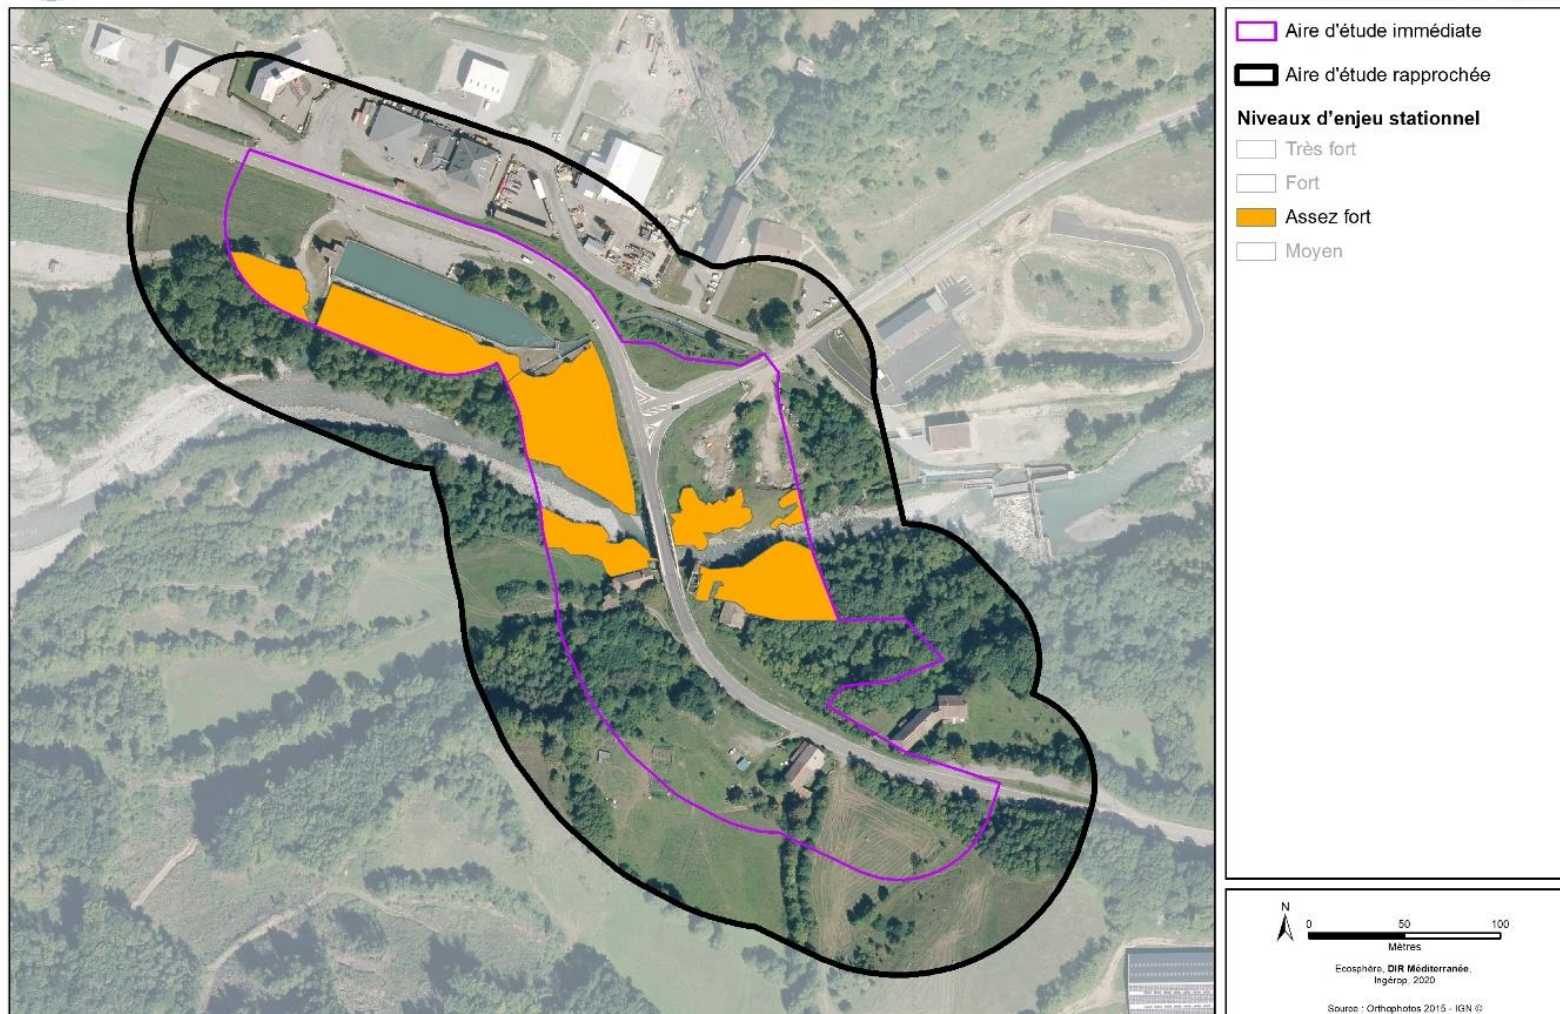 Aire d'étude immédiate
Aire d'étude rapprochée
Niveaux d'enjeu stationnel
Très fort
Fort
Assez fort
Moyen
N
0 50 100
Mètres
Ecosphère, DIR Méditerranée,
Ingérop, 2020
Source : Orthophotos 2015 - IGN ©